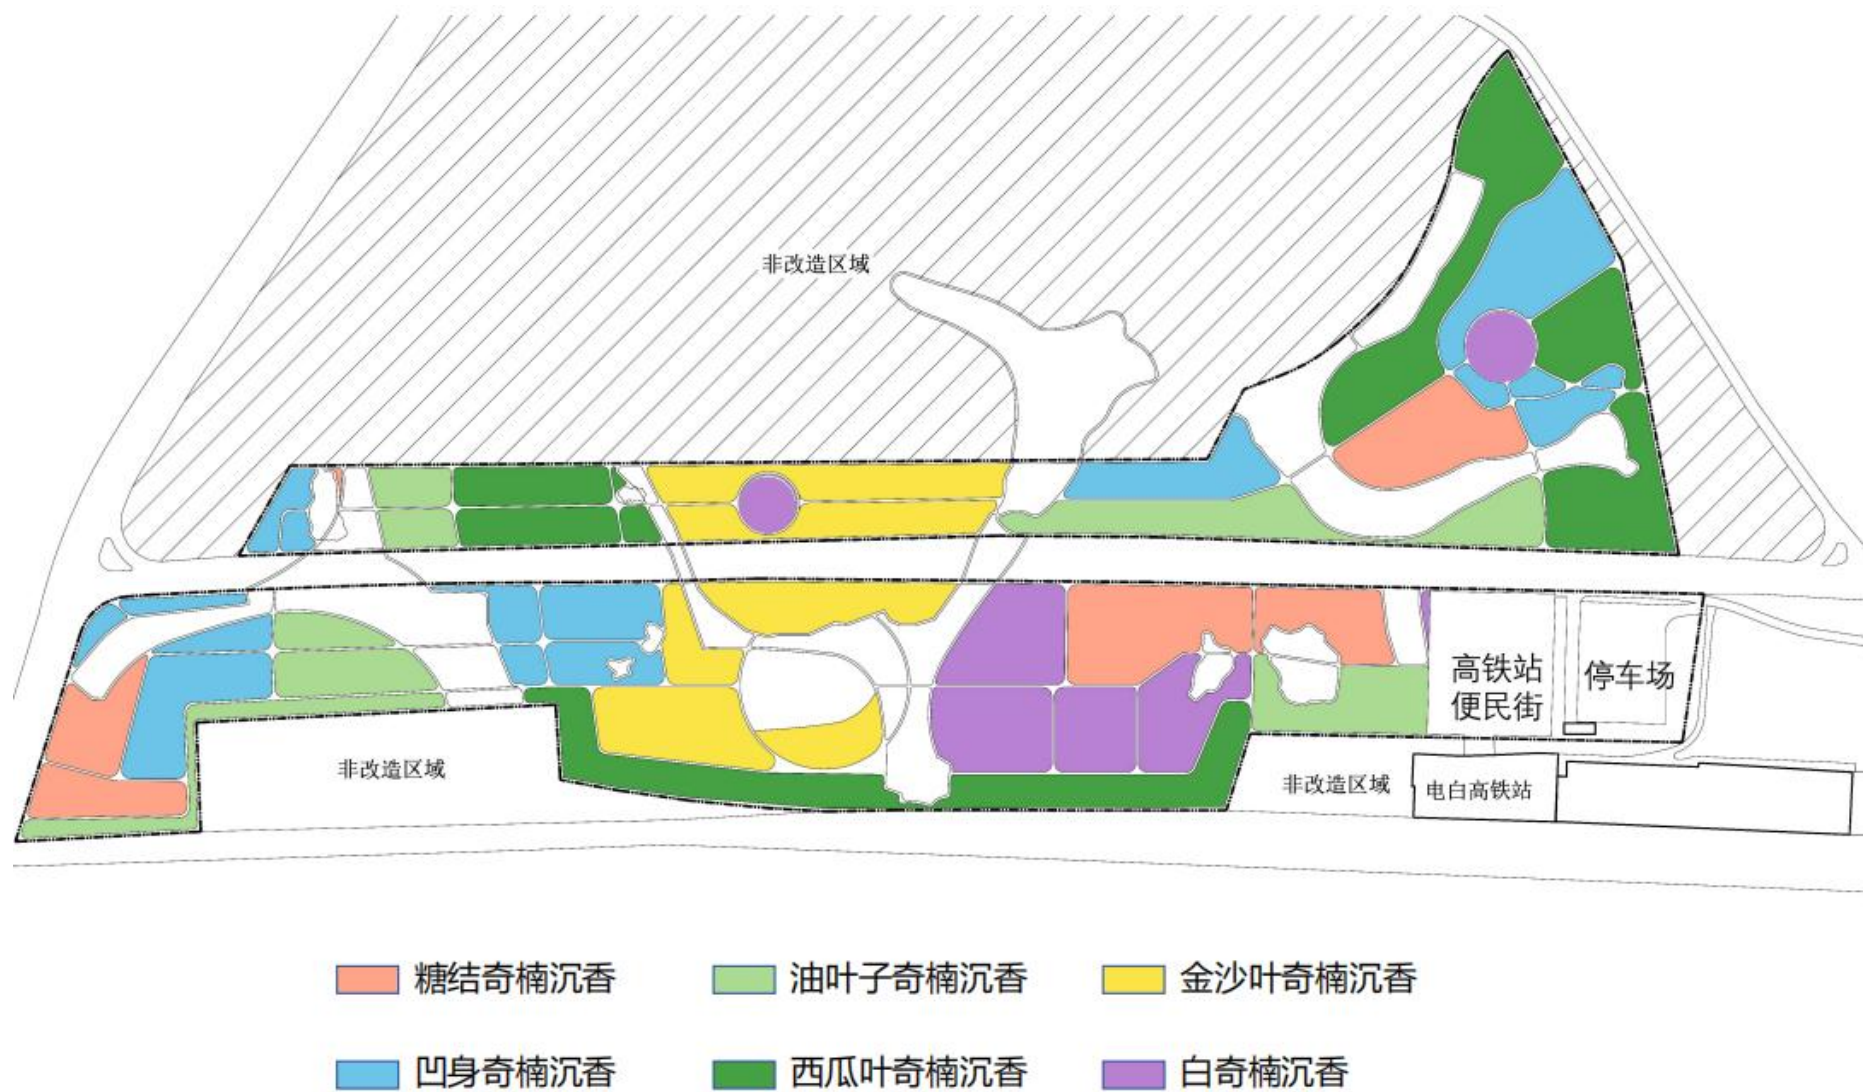 非改造区域
高铁站
便民街
停车场
非改造区域
非改造区域
电白高铁站
糖结奇楠沉香
油叶子奇楠沉香
金沙叶奇楠沉香
凹身奇楠沉香
西瓜叶奇楠沉香
白奇楠沉香